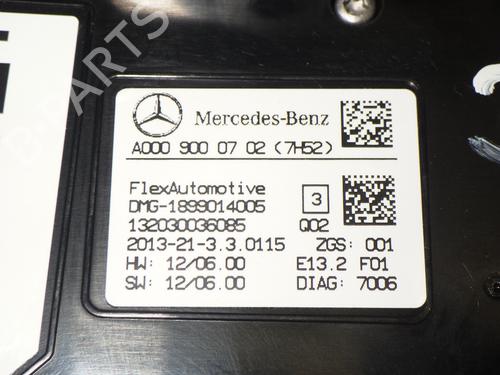 Mercedes-Benz
A000 900 07 02 (7H52)
FlexAutomotive
DMG-1899014005
3
132030036085
Q02
2013-21-3.3.0115 ZGS: 001
HW: 12/06.00 E13.2 F01
SW: 12/06.00 DIAG: 7006